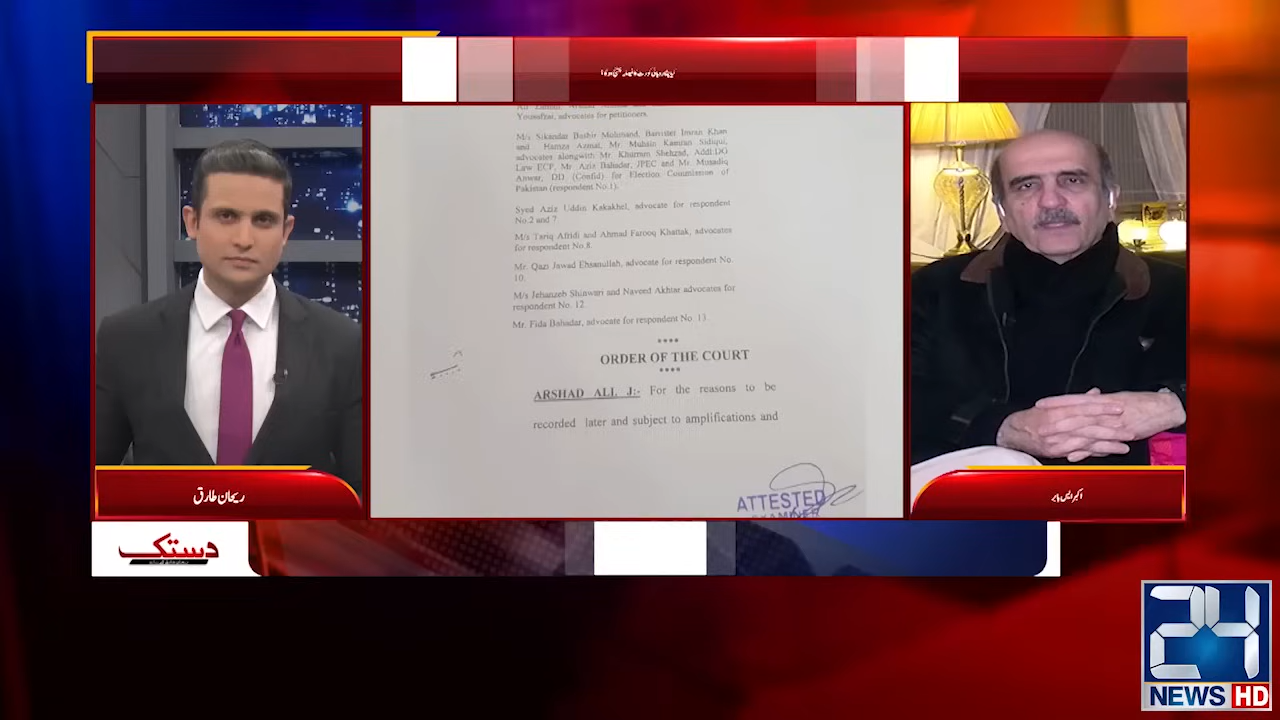 Yousafzai, advocates for petitioners.
M/s Sikandar Bashir Mohmand, Barrister Imran Khan
and Hamza Azmat, Mr Muhsin Kamran Sidiqui,
advocates alongwith Mr Khurram Shehzad, Addl:DG
Law ECP, Mr. Aziz Bahadar, JPEC and Mr. Musadiq
Anwar, DD (Confid) for Election Commission of
Pakistan (respondent No.1).
Syed Aziz Uddin Kakakhel, advocate for respondent
No.2 and 7.
M/s Tariq Afridi and Ahmad Farooq Khattak, advocates
for respondent No.8.
Mr. Qazi Jawad Ehsanullah, advocate for respondent No.
10.
M/s Jehanzeb Shinwari and Naveed Akhtar advocates for
respondent No. 12.
Mr. Fida Bahadar, advocate for respondent No. 13.
****
ORDER OF THE COURT
****
ARSHAD ALI, J:- For the reasons to be
recorded later and subject to amplifications and
ATTESTED
EXAMINER
ریحان طارق
اکبر ایس بابر
دستک
24
NEWS HD